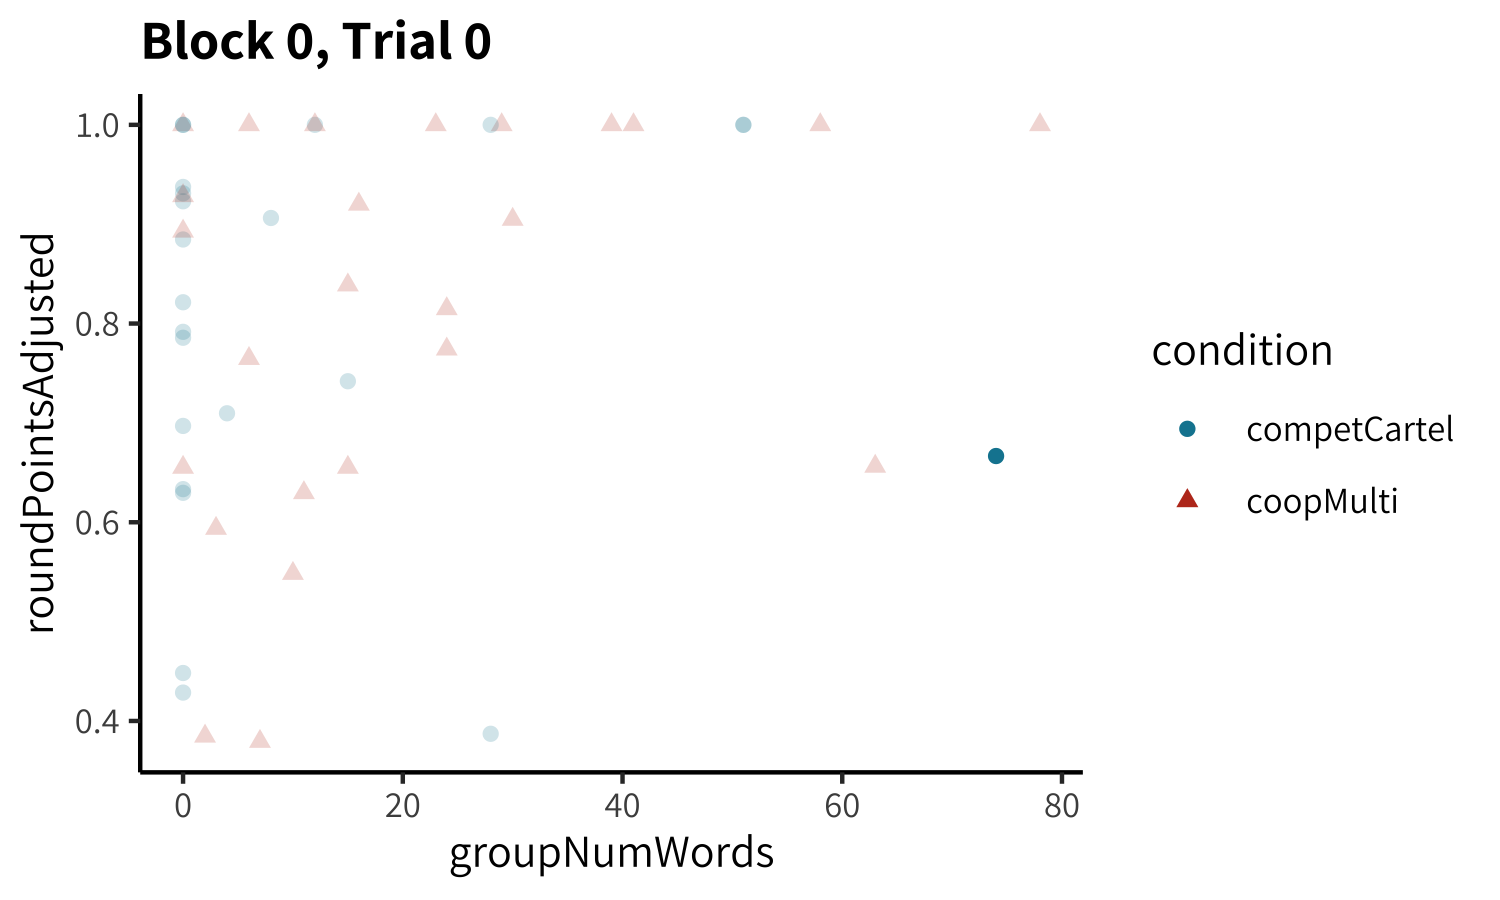 Block 0, Trial 0
roundPointsAdjusted
1.0
0.8
0.6
0.4
0 20 40 60 80
groupNumWords
condition
competCartel
coopMulti